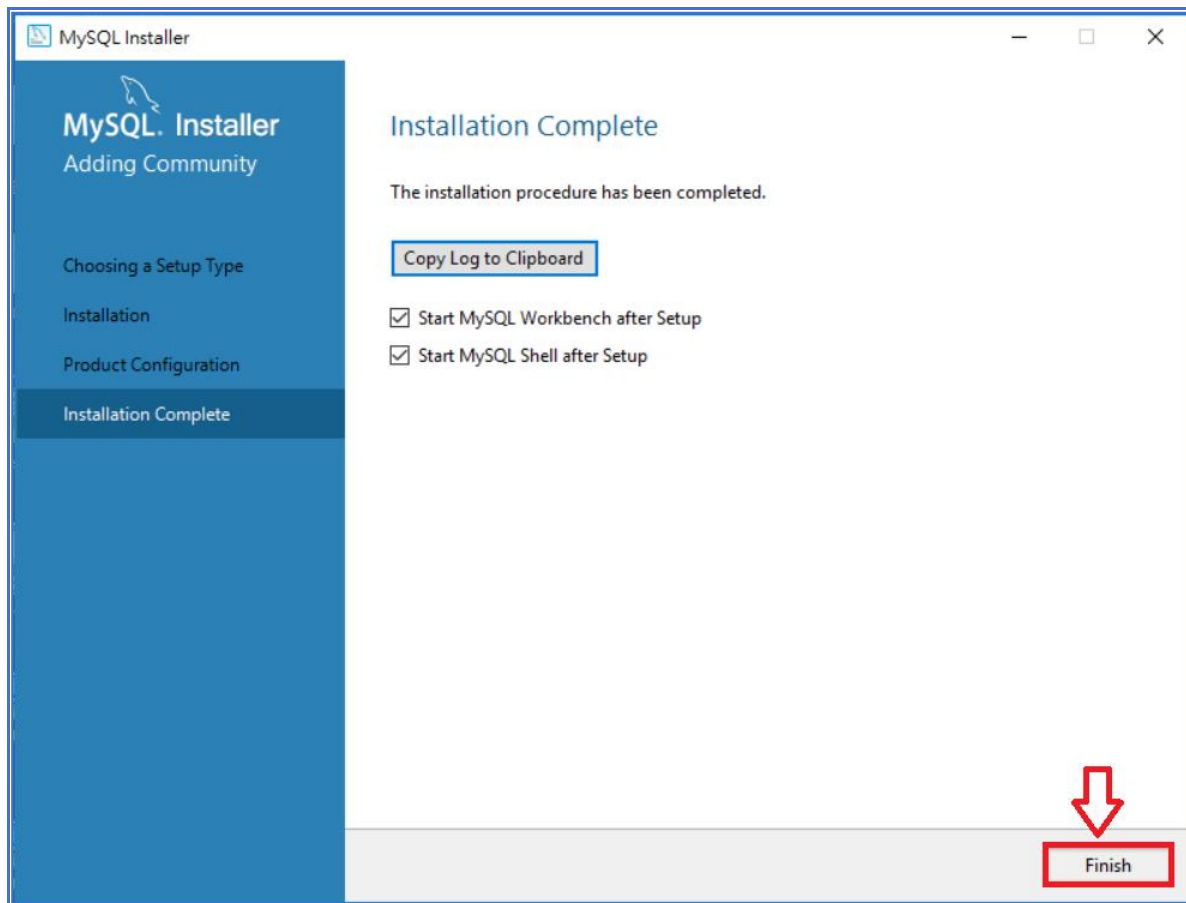 MySQL Installer
MySQL. Installer
Adding Community
Choosing a Setup Type
Installation
Product Configuration
Installation Complete
Installation Complete
The installation procedure has been completed.
Copy Log to Clipboard
Start MySQL Workbench after Setup
Start MySQL Shell after Setup
Finish